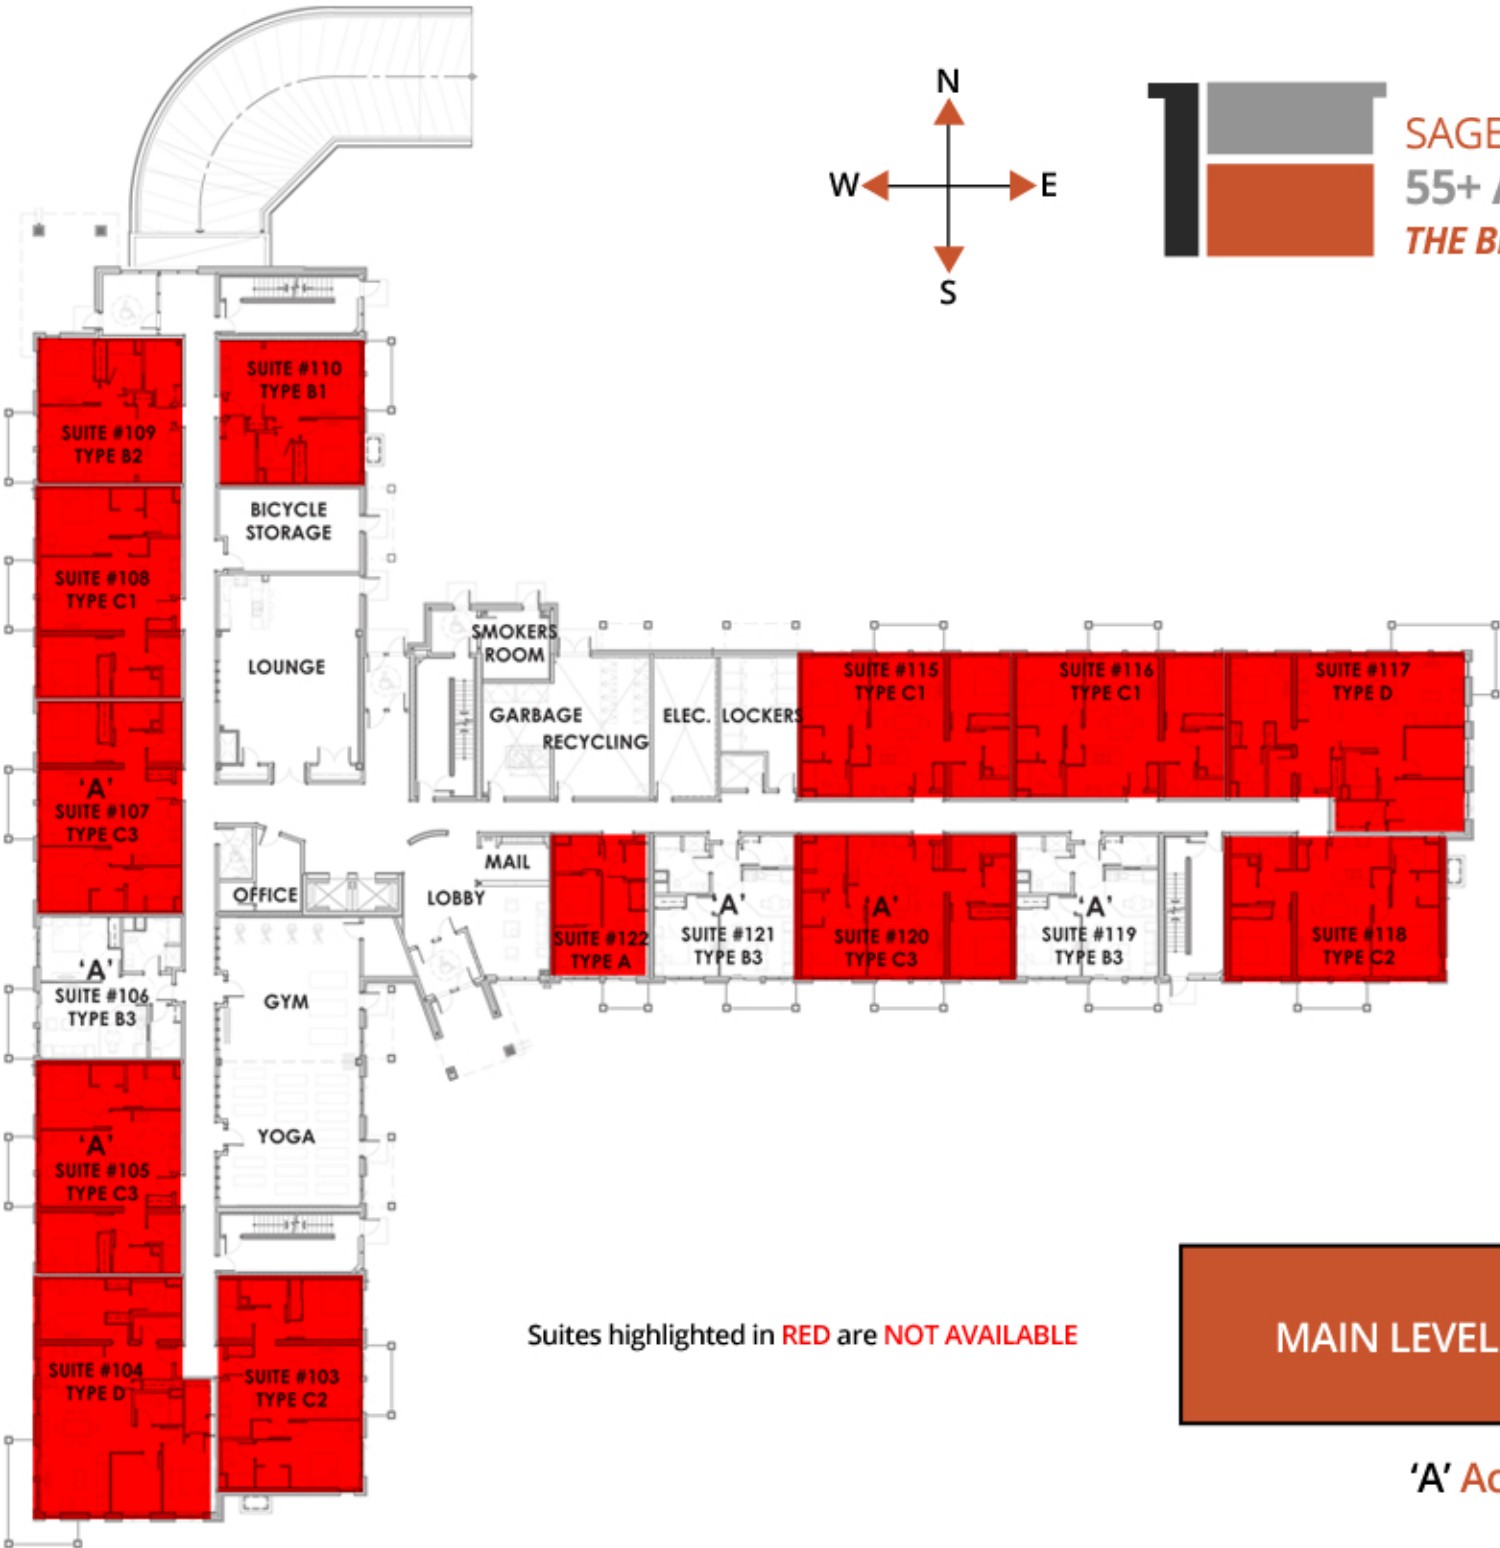 N
W E
S
SAGE
55+ A
THE B
SUITE #110
TYPE B1
SUITE #109
TYPE B2
BICYCLE
STORAGE
SUITE #108
TYPE C1
LOUNGE
SMOKERS
ROOM
GARBAGE
RECYCLING
ELEC.
LOCKERS
SUITE #115
TYPE C1
SUITE #116
TYPE C1
SUITE #117
TYPE D
'A'
SUITE #107
TYPE C3
OFFICE
MAIL
LOBBY
SUITE #122
TYPE A
'A'
SUITE #121
TYPE B3
'A'
SUITE #120
TYPE C3
'A'
SUITE #119
TYPE B3
SUITE #118
TYPE C2
'A'
SUITE #106
TYPE B3
GYM
YOGA
'A'
SUITE #105
TYPE C3
SUITE #104
TYPE D
SUITE #103
TYPE C2
Suites highlighted in RED are NOT AVAILABLE
MAIN LEVEL
‘A’ Ac